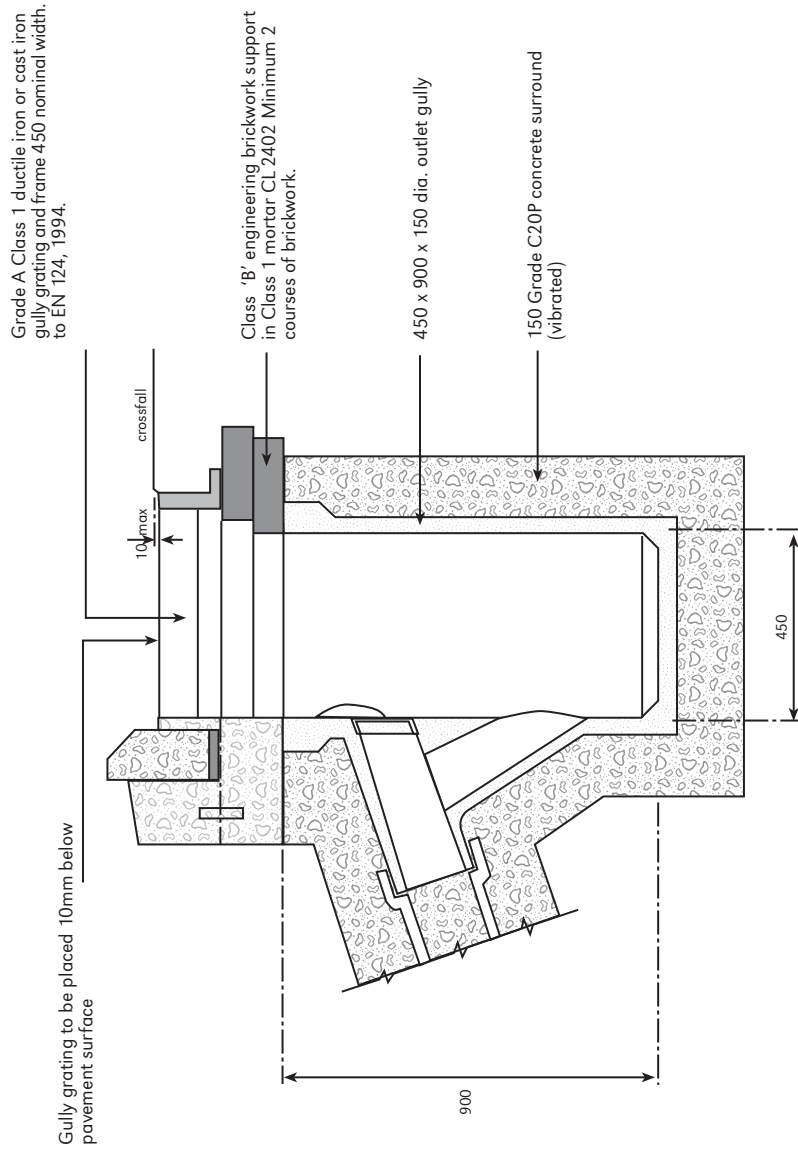 Grade A Class 1 ductile iron or cast iron
gully grating and frame 450 nominal width.
to EN 124, 1994.
Class ‘B’ engineering brickwork support
in Class 1 mortar CL 2402 Minimum 2
courses of brickwork.
450 x 900 x 150 dia. outlet gully
150 Grade C20P concrete surround
(vibrated)
crossfall
10 max
450
Gully grating to be placed 10mm below
pavement surface
900